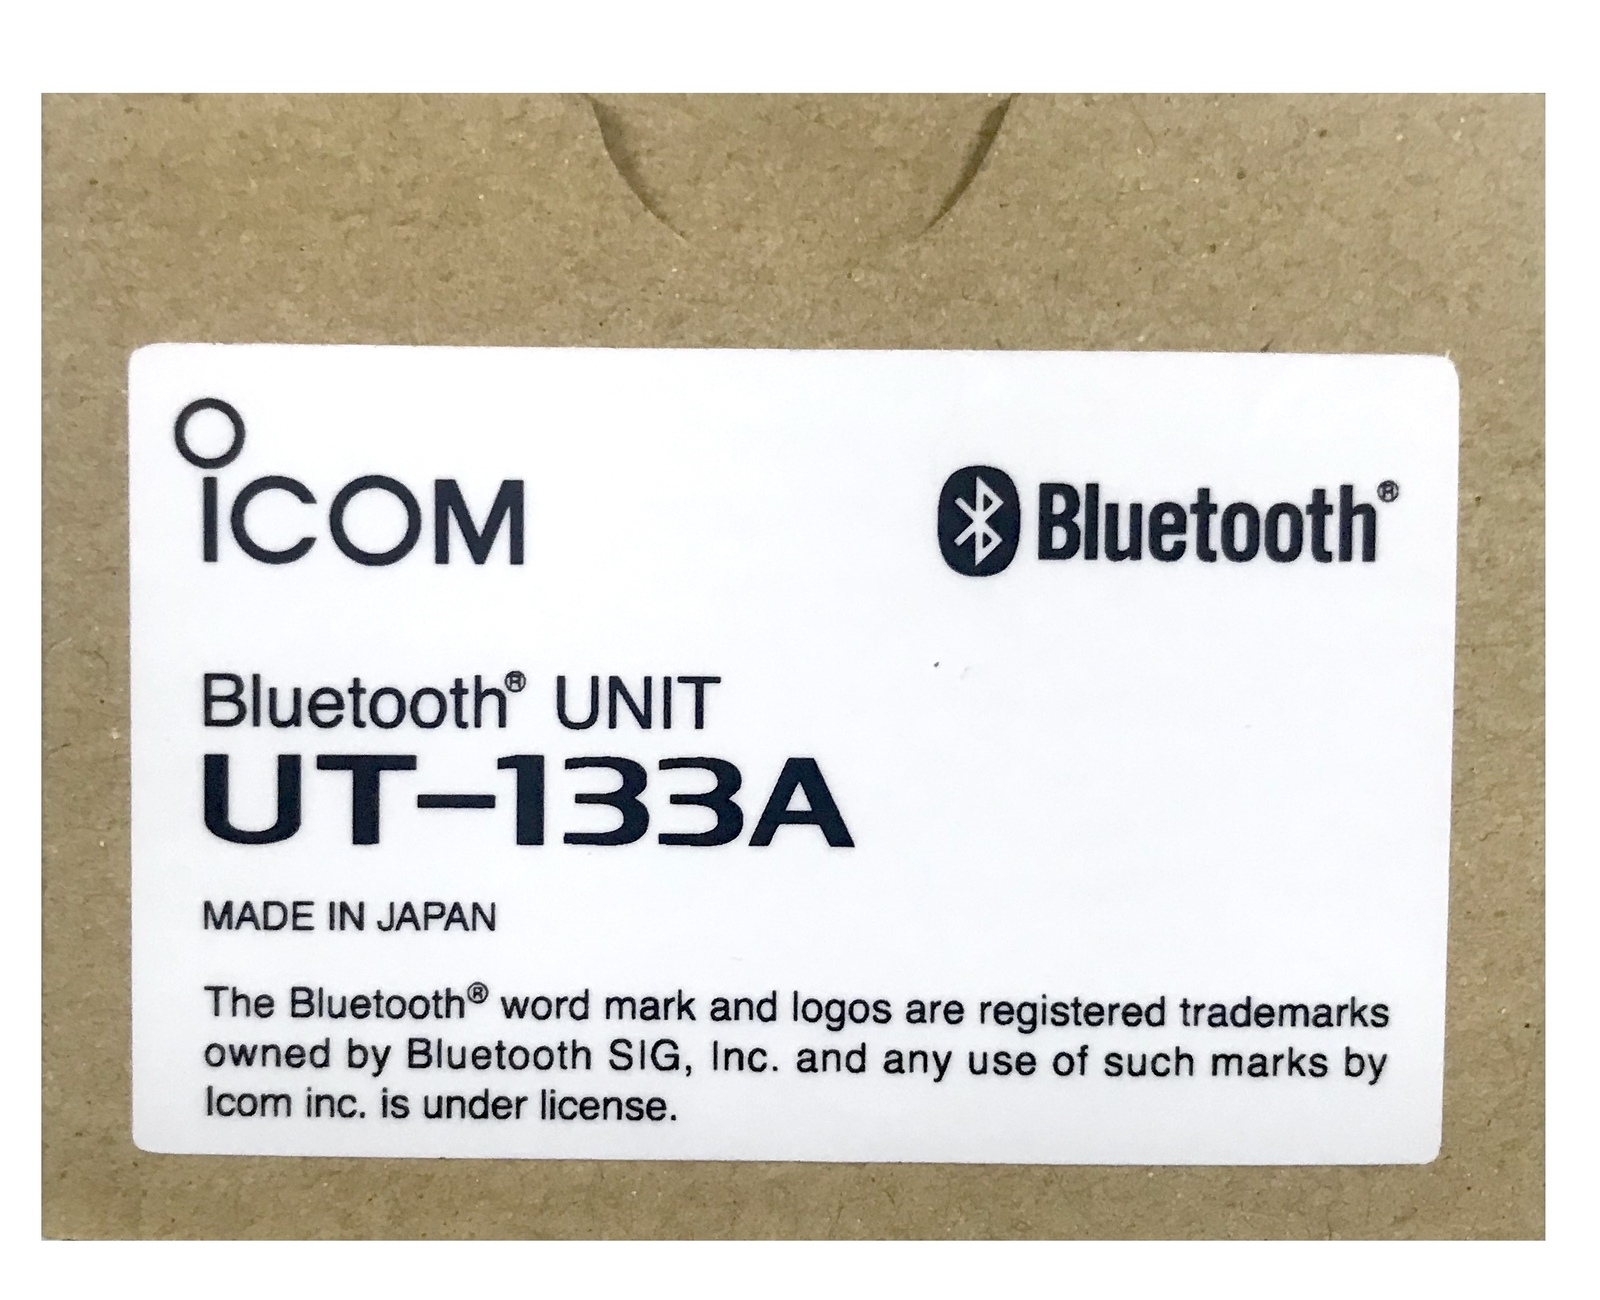 ICOM
Bluetooth®
Bluetooth® UNIT
UT-133A
MADE IN JAPAN
The Bluetooth® word mark and logos are registered trademarks
owned by Bluetooth SIG, Inc. and any use of such marks by
Icom inc. is under license.